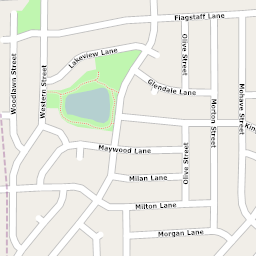 Flagstaff Lane
Lakeview Lane
Olive Street
Woodlawn Street
Western Street
Glendale Lane
Morton Street
Mohave Street
Maywood Lane
Olive Street
Milan Lane
Milton Lane
Morgan Lane